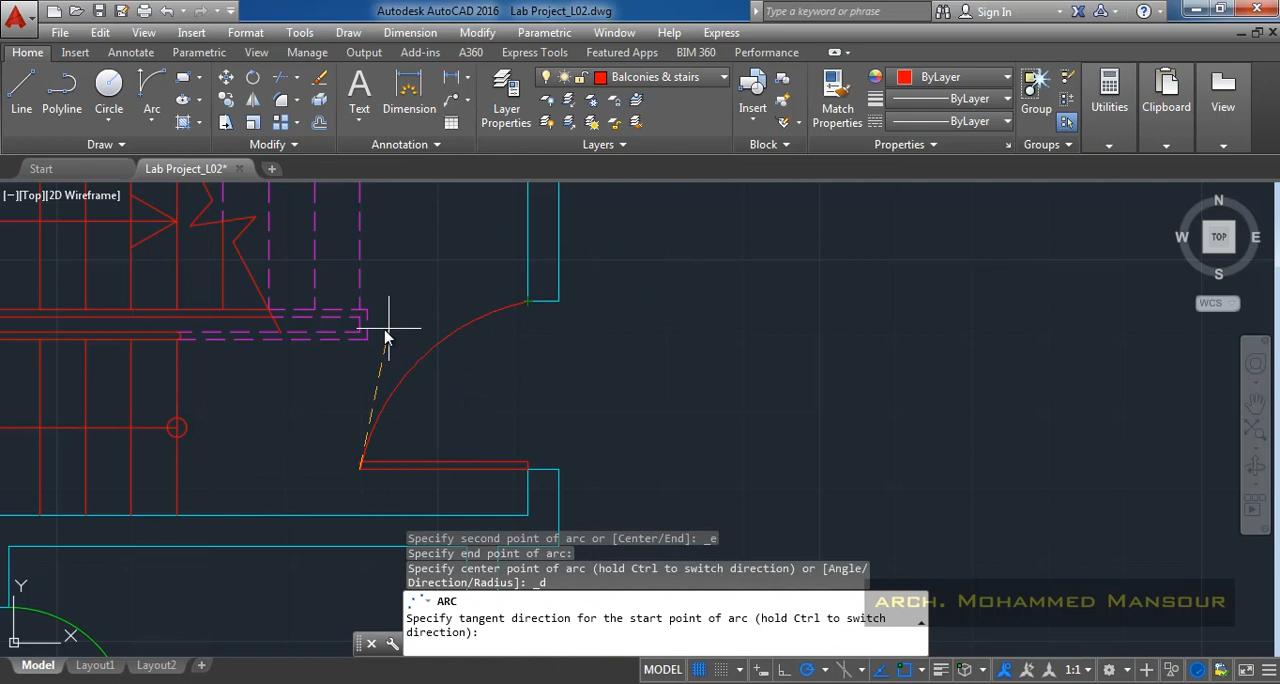 Autodesk AutoCAD 2016 Lab Project_L02.dwg
Type a keyword or phrase
Sign In
File Edit View Insert Format Tools Draw Dimension Modify Parametric Window Help Express
Home Insert Annotate Parametric View Manage Output Add-ins A360 Express Tools Featured Apps BIM 360 Performance
Balconies & stairs
ByLayer
ByLayer
ByLayer
Line Polyline Circle Arc Text Dimension Layer Properties Insert Match Properties Group Utilities Clipboard View
Draw Modify Annotation Layers Block Properties Groups
Start Lab Project_L02*
[−][Top][2D Wireframe]
N
W TOP E
S
WCS
Specify second point of arc or [Center/End]: _e
Specify end point of arc:
Specify center point of arc (hold Ctrl to switch direction) or [Angle/
Direction/Radius]: _d
ARC
Specify tangent direction for the start point of arc (hold Ctrl to switch
direction):
Arch. Mohammed Mansour
Y
X
Model Layout1 Layout2
MODEL 1:1